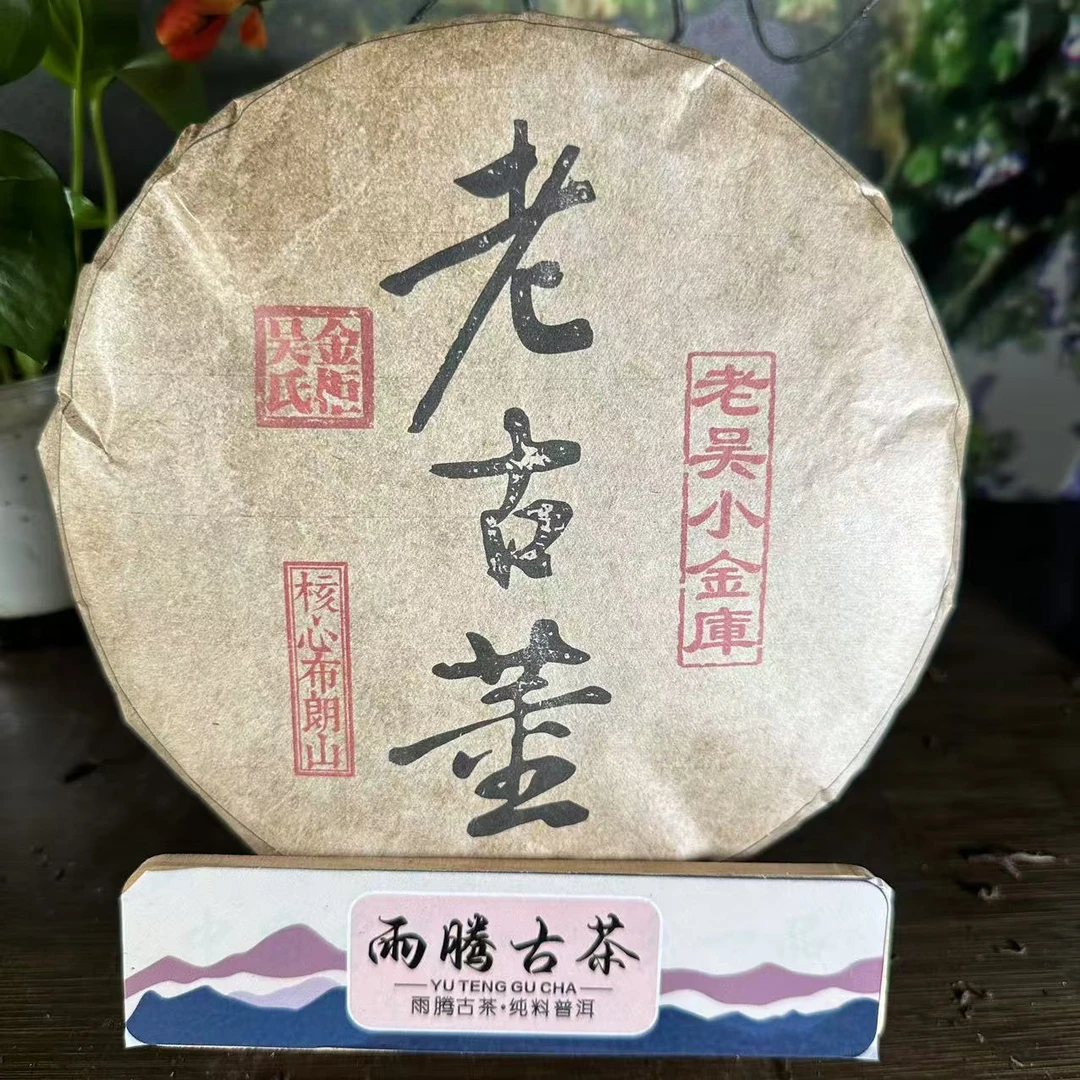 老古董
老吴小金庫
金柜
吴氏
核心布朗山
雨腾古茶
YU TENG GU CHA
雨腾古茶·纯料普洱